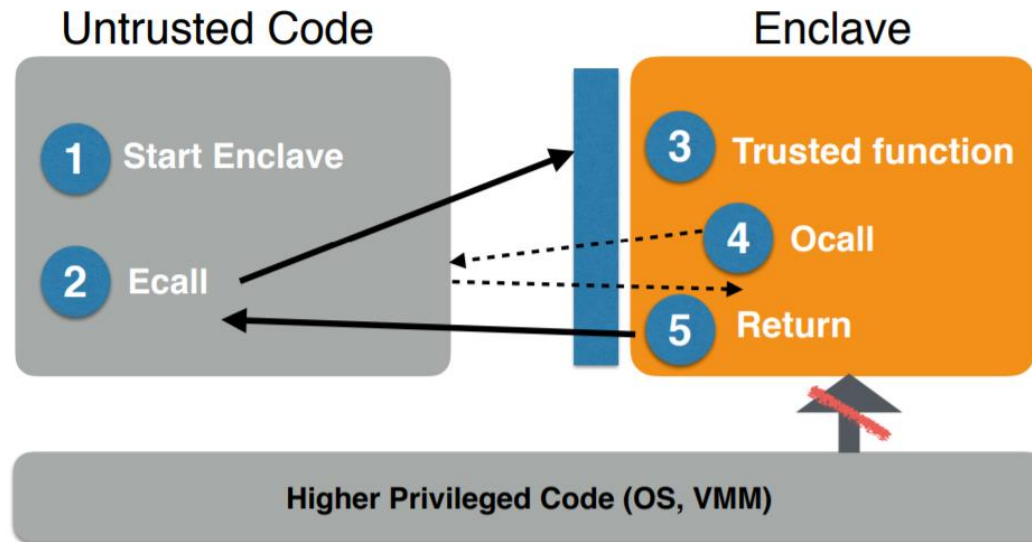 Untrusted Code
Enclave
1 Start Enclave
2 Ecall
3 Trusted function
4 Ocall
5 Return
Higher Privileged Code (OS, VMM)